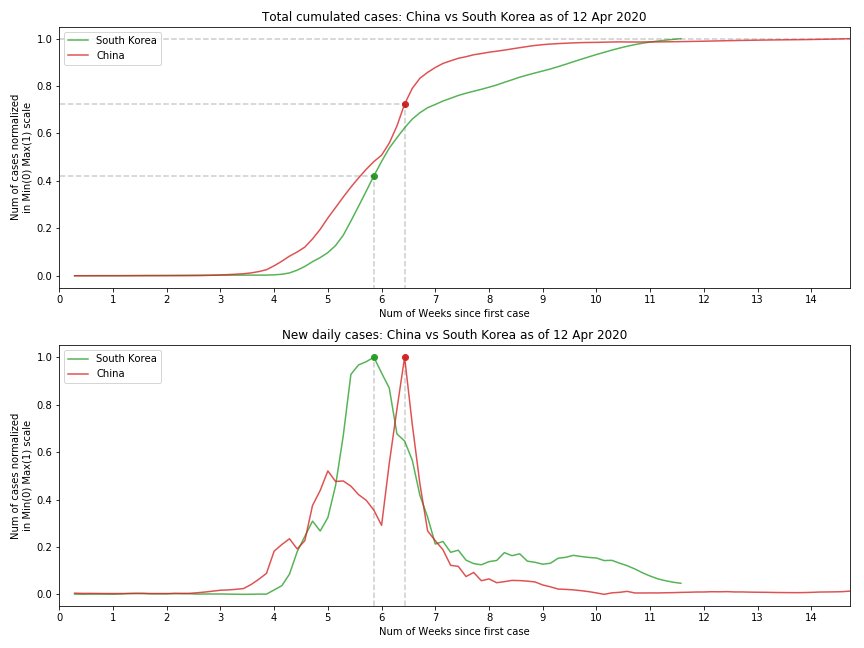 Total cumulated cases: China vs South Korea as of 12 Apr 2020
1.0
0.8
0.6
0.4
0.2
0.0
Num of cases normalized
in Min(0) Max(1) scale
South Korea
China
0 1 2 3 4 5 6 7 8 9 10 11 12 13 14
Num of Weeks since first case
New daily cases: China vs South Korea as of 12 Apr 2020
1.0
0.8
0.6
0.4
0.2
0.0
Num of cases normalized
in Min(0) Max(1) scale
South Korea
China
0 1 2 3 4 5 6 7 8 9 10 11 12 13 14
Num of Weeks since first case